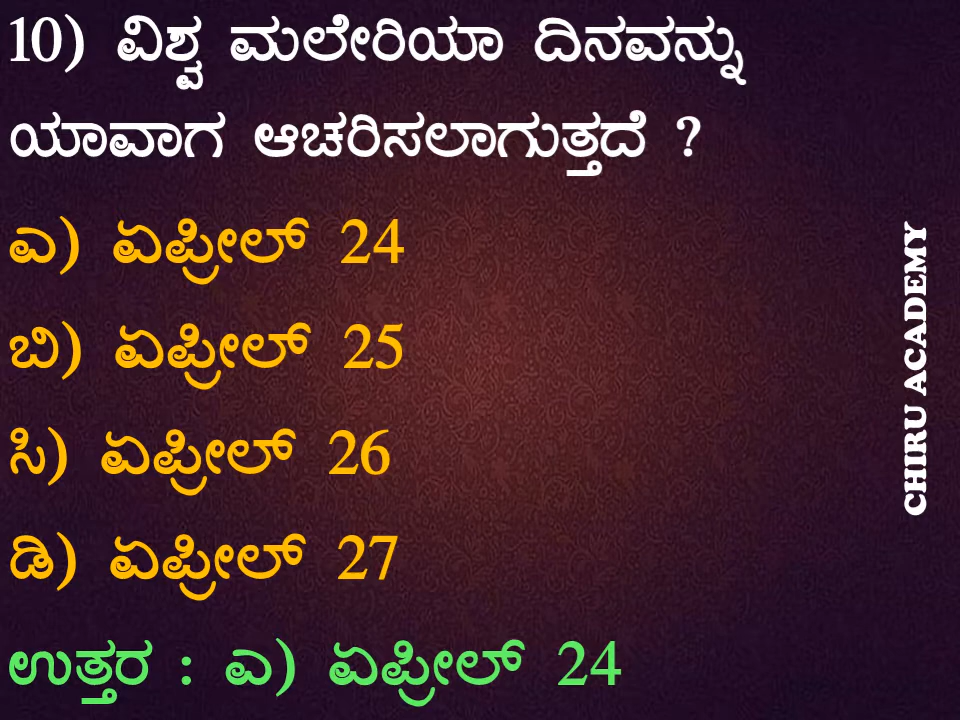 10) ವಿಶ್ವ ಮಲೇರಿಯಾ ದಿನವನ್ನು
ಯಾವಾಗ ಆಚರಿಸಲಾಗುತ್ತದೆ ?
ಎ) ಏಪ್ರೀಲ್ 24
ಬಿ) ಏಪ್ರೀಲ್ 25
ಸಿ) ಏಪ್ರೀಲ್ 26
ಡಿ) ಏಪ್ರೀಲ್ 27
ಉತ್ತರ : ಎ) ಏಪ್ರೀಲ್ 24
CHIRU ACADEMY